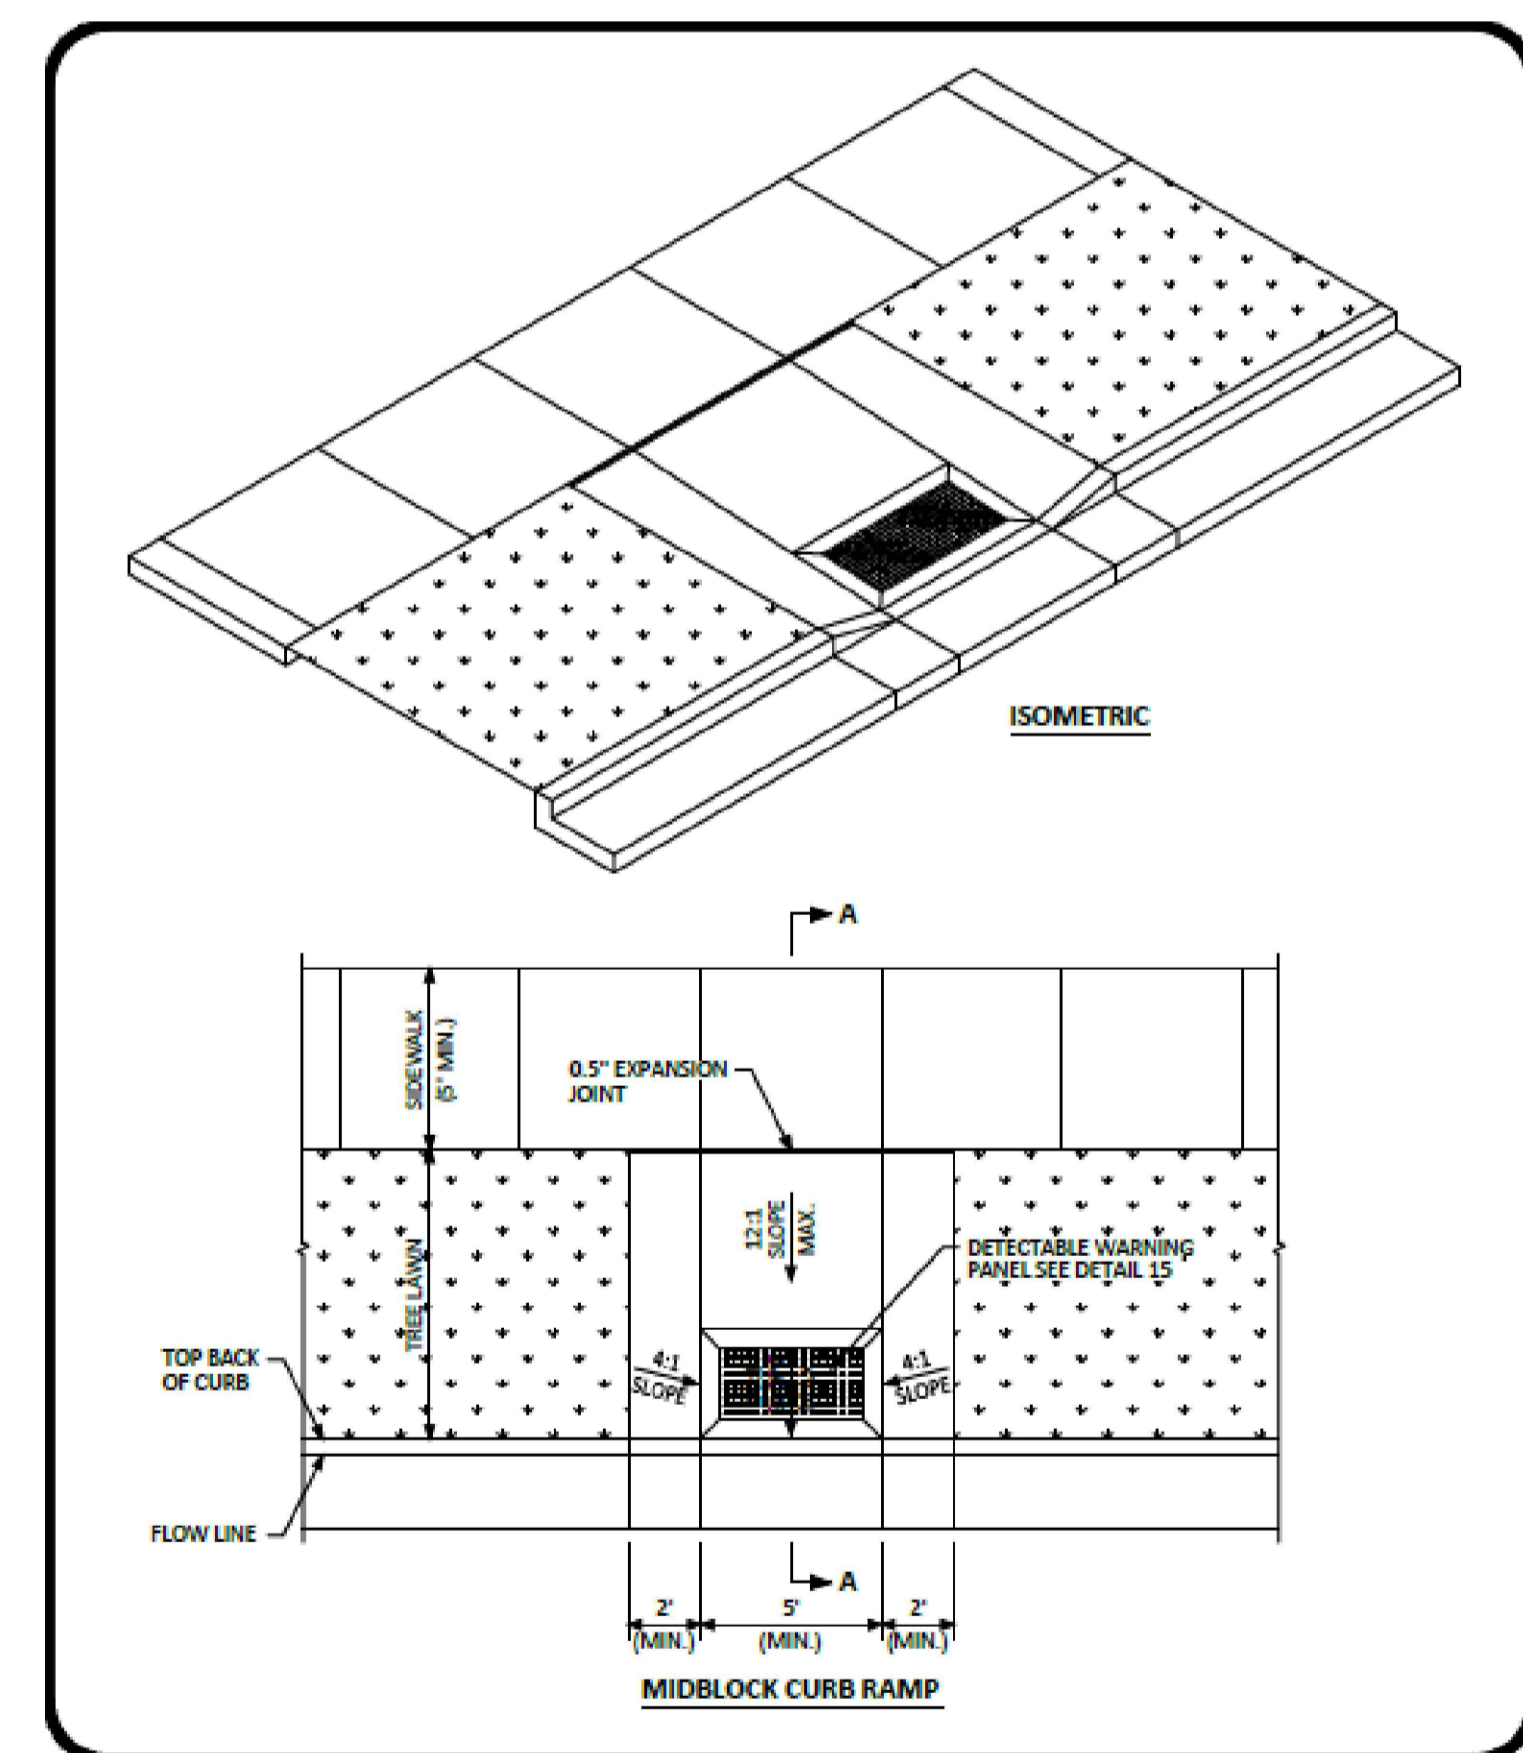 ISOMETRIC
A
SIDEWALK
(5' MIN.)
0.5" EXPANSION
JOINT
12:1
SLOPE
MAX.
TREE LAWN
DETECTABLE WARNING
PANEL SEE DETAIL 15
TOP BACK
OF CURB
4:1
SLOPE
4:1
SLOPE
FLOW LINE
A
2'
(MIN.)
5'
(MIN.)
2'
(MIN.)
MIDBLOCK CURB RAMP